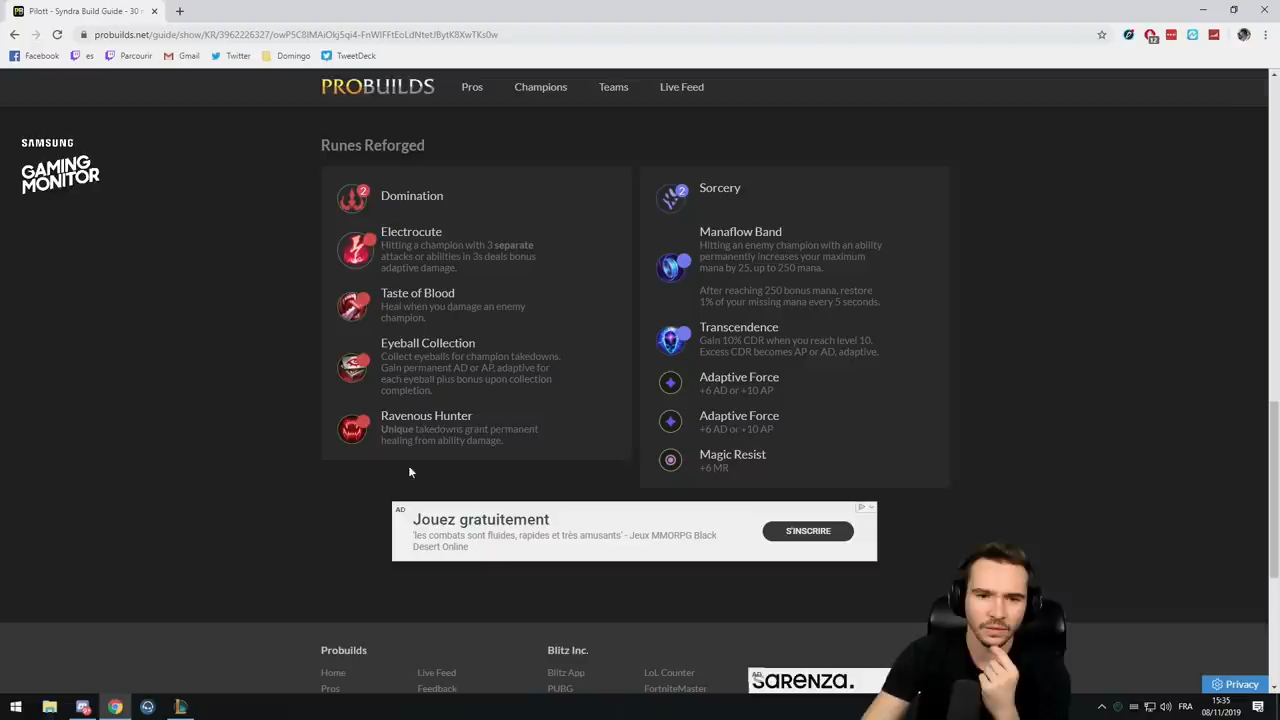 Pilott - Syndra Build Guide - 30
probuilds.net/guide/show/KR/3962226327/
Facebook
es
Parcourir
Gmail
Twitter
Domingo
TweetDeck
12
PROBUILDS
Pros
Champions
Teams
Live Feed
SAMSUNG
GAMING
MONITOR
Runes Reforged
2
Domination
Electrocute
Hitting a champion with 3 separate
attacks or abilities in 3s deals bonus
adaptive damage.
Taste of Blood
Heal when you damage an enemy
champion.
Eyeball Collection
Collect eyeballs for champion takedowns.
Gain permanent AD or AP, adaptive for
each eyeball plus bonus upon collection
completion.
Ravenous Hunter
Unique takedowns grant permanent
healing from ability damage.
2
Sorcery
Manaflow Band
Hitting an enemy champion with an ability
permanently increases your maximum
mana by 25, up to 250 mana.
After reaching 250 bonus mana, restore
1% of your missing mana every 5 seconds.
Transcendence
Gain 10% CDR when you reach level 10.
Excess CDR becomes AP or AD, adaptive.
Adaptive Force
+6 AD or +10 AP
Adaptive Force
+6 AD or +10 AP
Magic Resist
+6 MR
AD
Jouez gratuitement
'les combats sont fluides, rapides et très amusants' - Jeux MMORPG Black
Desert Online
S'INSCRIRE
Probuilds
Home
Pros
Live Feed
Feedback
Blitz Inc.
Blitz App
PUBG
LoL Counter
FortniteMaster
AD
sarenza.
Privacy
FRA
15:35
08/11/2019